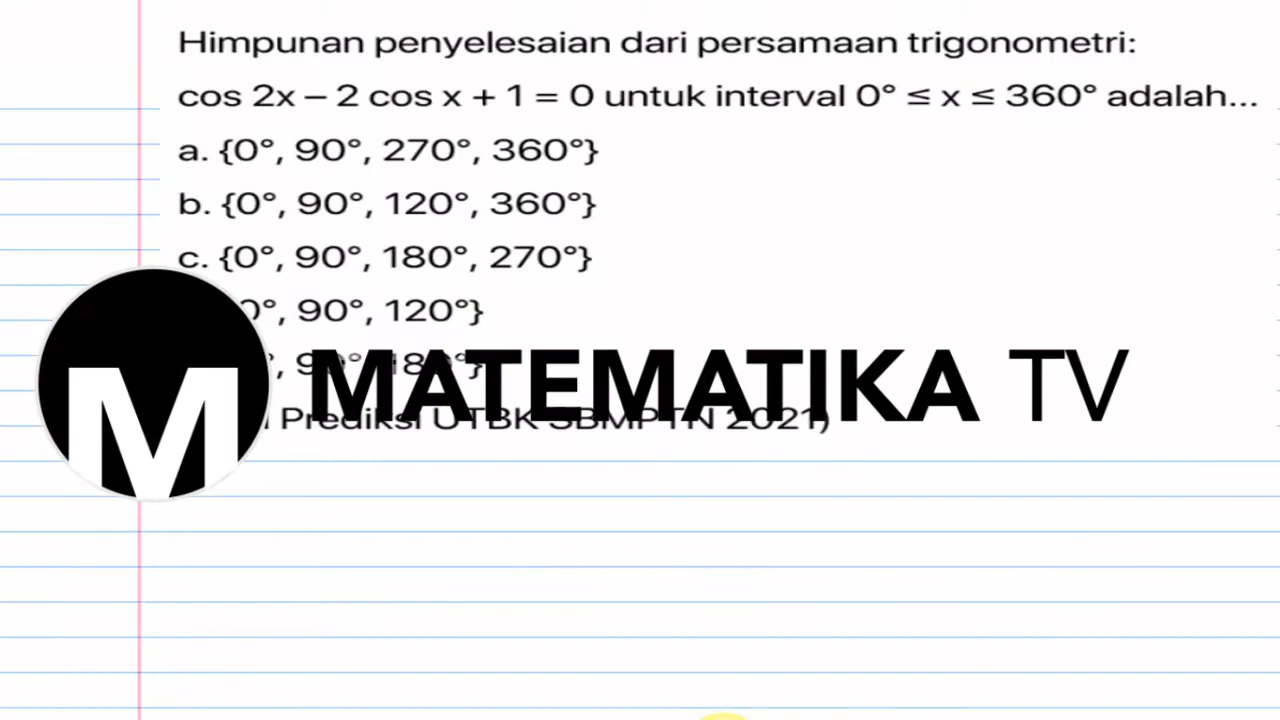 Himpunan penyelesaian dari persamaan trigonometri:
cos 2x – 2 cos x + 1 = 0 untuk interval 0° ≤ x ≤ 360° adalah...
a. {0°, 90°, 270°, 360°}
b. {0°, 90°, 120°, 360°}
c. {0°, 90°, 180°, 270°}
0°, 90°, 120°}
M MATEMATIKA TV
Prediksi UTBK SBMPTN 2021)